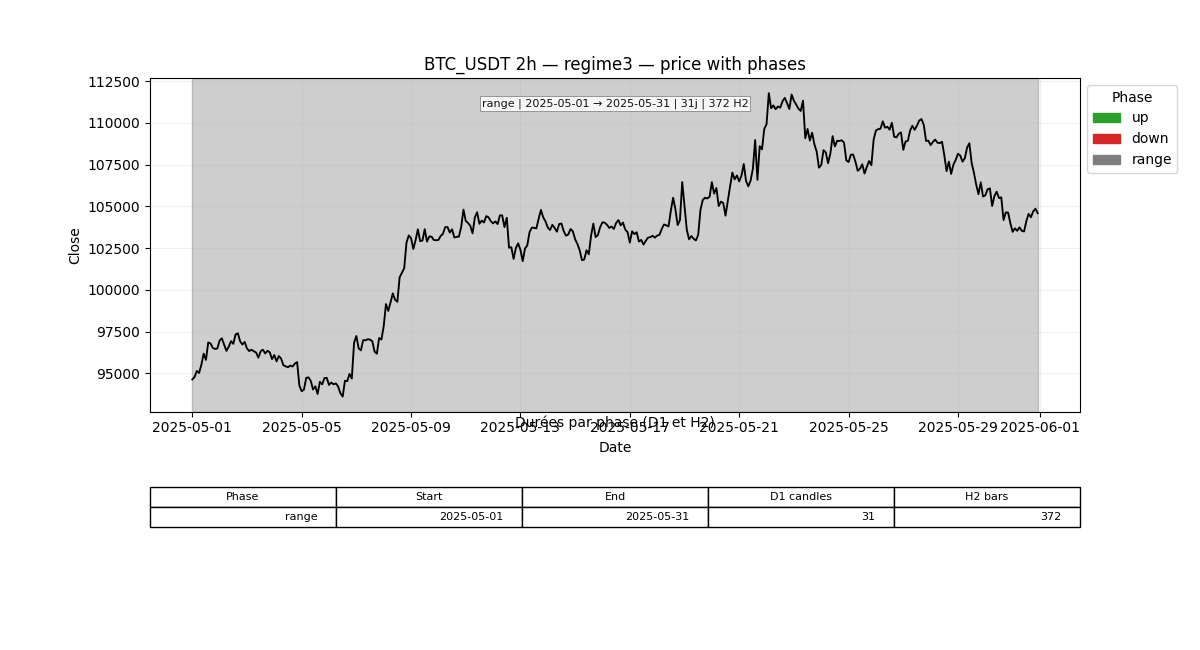 BTC_USDT 2h — regime3 — price with phases
range | 2025-05-01 → 2025-05-31 | 31j | 372 H2
Phase
up
down
range
Close
112500
110000
107500
105000
102500
100000
97500
95000
2025-05-01 2025-05-05 2025-05-09 2025-05-13 2025-05-17 2025-05-21 2025-05-25 2025-05-29 2025-06-01
Durées par phase (D1 et H2)
Date
Phase Start End D1 candles H2 bars
range 2025-05-01 2025-05-31 31 372